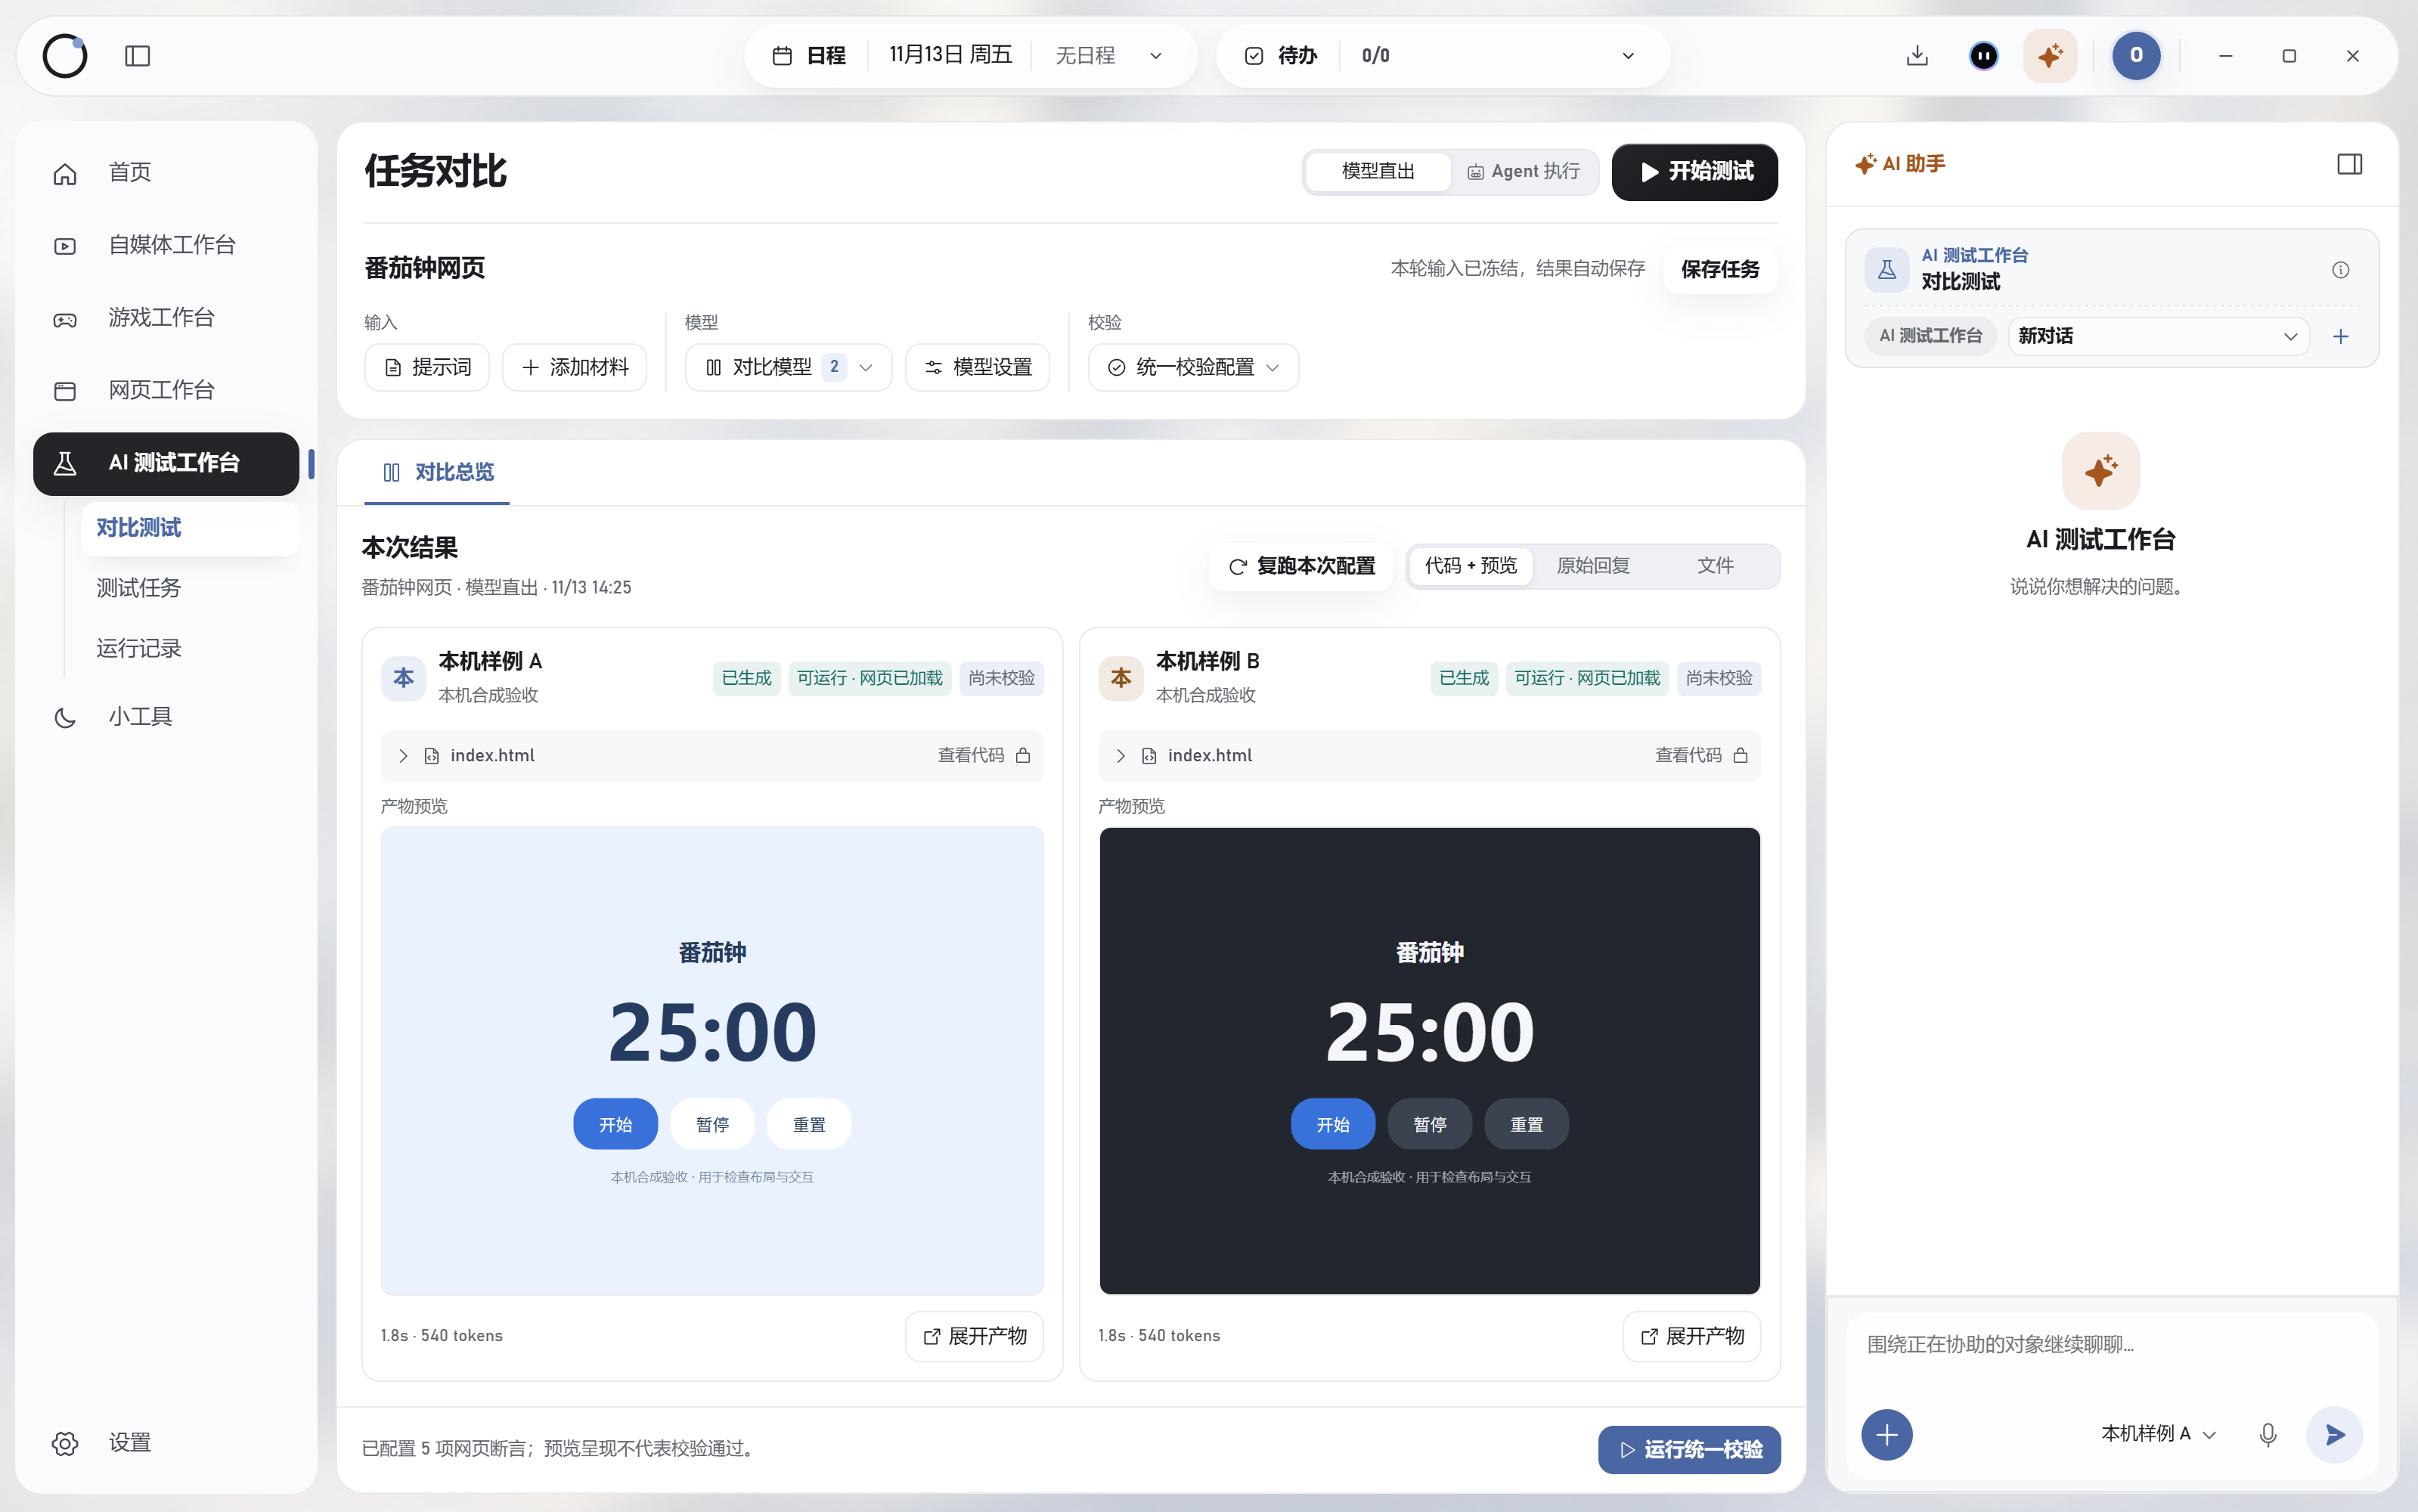 日程 11月13日 周五 无日程
待办 0/0
O
首页
自媒体工作台
游戏工作台
网页工作台
AI 测试工作台
对比测试
测试任务
运行记录
小工具
设置
任务对比
模型直出 Agent 执行 开始测试
番茄钟网页
本轮输入已冻结，结果自动保存 保存任务
输入 模型 校验
提示词 添加材料 对比模型 2 模型设置 统一校验配置
对比总览
本次结果
番茄钟网页 · 模型直出 · 11/13 14:25
复跑本次配置 代码 + 预览 原始回复 文件
本 本机样例 A
本机合成验收
已生成 可运行 · 网页已加载 尚未校验
index.html 查看代码
产物预览
番茄钟
25:00
开始 暂停 重置
本机合成验收 · 用于检查布局与交互
1.8s · 540 tokens 展开产物
本 本机样例 B
本机合成验收
已生成 可运行 · 网页已加载 尚未校验
index.html 查看代码
产物预览
番茄钟
25:00
开始 暂停 重置
本机合成验收 · 用于检查布局与交互
1.8s · 540 tokens 展开产物
已配置 5 项网页断言；预览呈现不代表校验通过。 运行统一校验
AI 助手
AI 测试工作台
对比测试
AI 测试工作台 新对话
AI 测试工作台
说说你想解决的问题。
围绕正在协助的对象继续聊聊...
本机样例 A